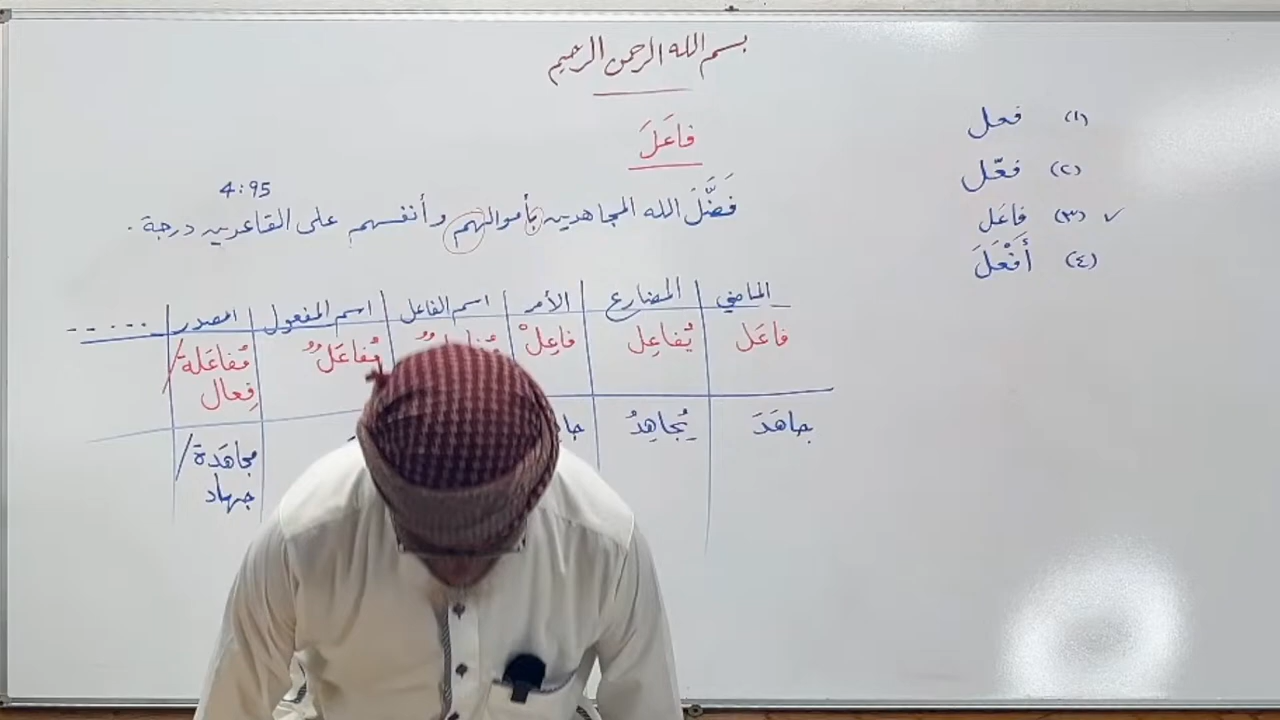 بسم الله الرحمن الرحيم
فاعَلَ
4:95
فَضَّلَ الله المجاهدين بأموالهم وأنفسهم على القاعدين درجة .
(١) فعل
(٢) فعّل
(٣) فاعَل ✓
(٤) أَفْعَلَ
الماضي | المضارع | الأمر | اسم الفاعل | اسم المفعول | المصدر
فاعَل | يُفاعِل | فاعِلْ | مُفاعَلٌ | مُفاعَلة /
فِعال
جاهَدَ | يُجاهِدُ | مجاهَدة /
جهاد